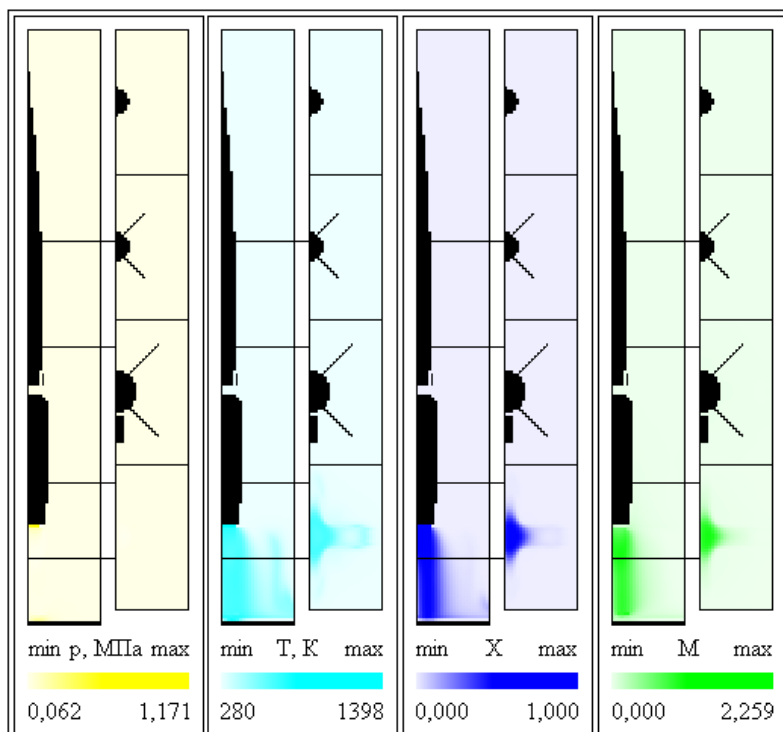 min p, МПа max
min T, К max
min X max
min M max
0,062 1,171
280 1398
0,000 1,000
0,000 2,259